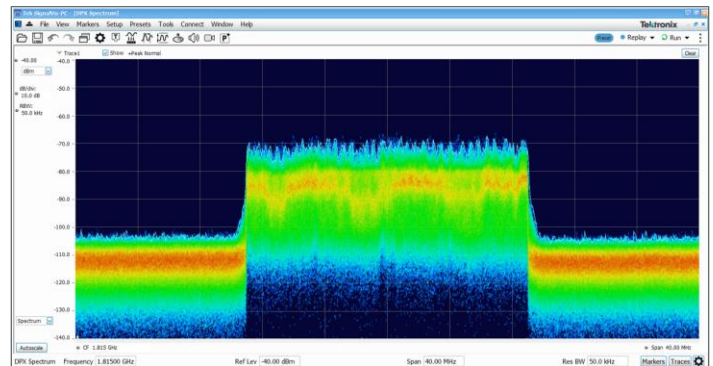 Tek SignalVu-PC - [DPX Spectrum]
File View Markers Setup Presets Tools Connect Window Help
Tektronix
Preset Replay Run
Trace1 Show +Peak Normal Clear
-40.00
dBm
dB/div:
10.0 dB
RBW:
50.0 kHz
-40.0
-50.0
-60.0
-70.0
-80.0
-90.0
-100.0
-110.0
-120.0
-130.0
-140.0
Spectrum
Autoscale CF 1.815 GHz Span 40.00 MHz
DPX Spectrum Frequency 1.81500 GHz Ref Lev -40.00 dBm Span 40.00 MHz Res BW 50.0 kHz Markers Traces